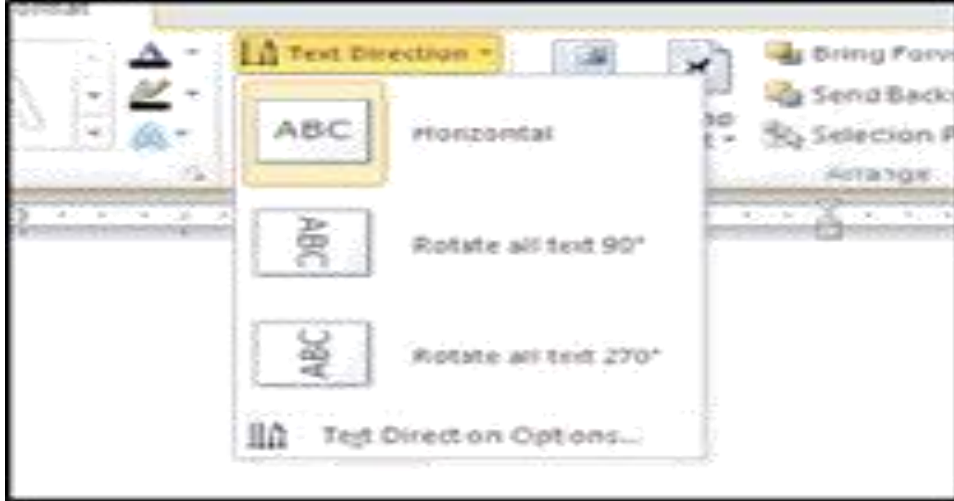 Text Direction
Bring Forw
Send Backw
Selection P
Arrange
ABC Horizontal
ABC Rotate all text 90°
ABC Rotate all text 270°
Text Direction Options...